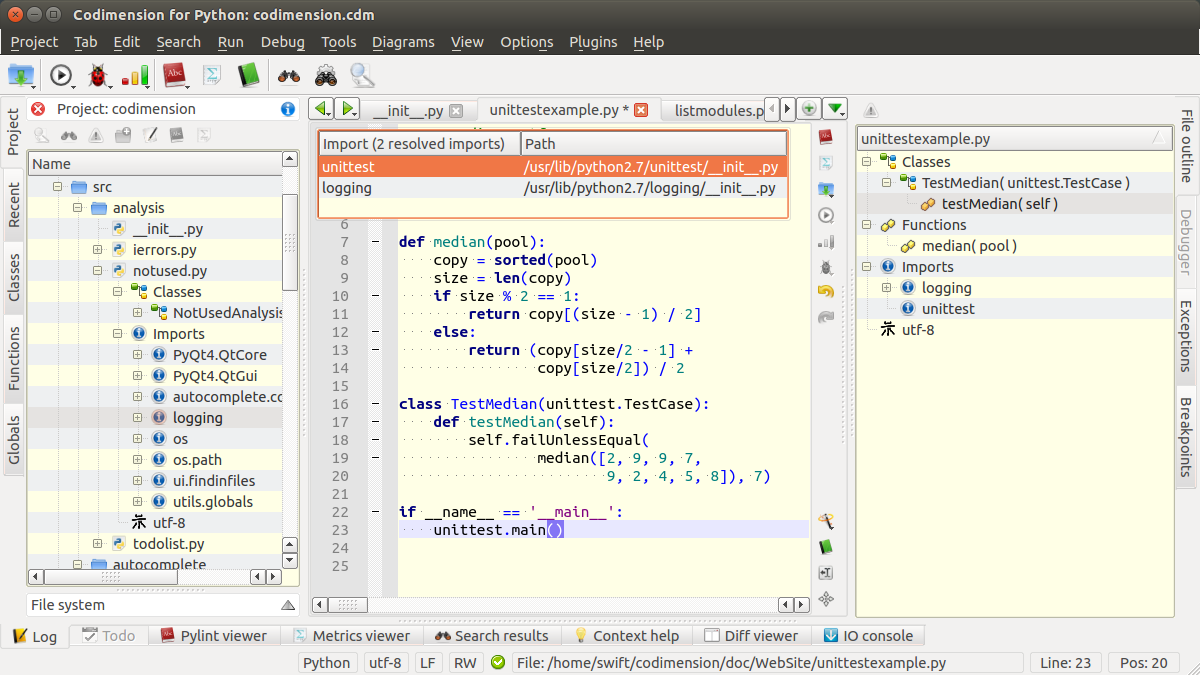 Codimension for Python: codimension.cdm
Project Tab Edit Search Run Debug Tools Diagrams View Options Plugins Help
Project: codimension
Name
src
analysis
__init__.py
ierrors.py
notused.py
Classes
NotUsedAnalysis
Imports
PyQt4.QtCore
PyQt4.QtGui
autocomplete.cc
logging
os
os.path
ui.findinfiles
utils.globals
utf-8
todolist.py
autocomplete
File system
Project
Recent
Classes
Functions
Globals
__init__.py
unittestexample.py *
listmodules.p
Import (2 resolved imports) Path
unittest /usr/lib/python2.7/unittest/__init__.py
logging /usr/lib/python2.7/logging/__init__.py
6
7 def median(pool):
8 copy = sorted(pool)
9 size = len(copy)
10 if size % 2 == 1:
11 return copy[(size - 1) / 2]
12 else:
13 return (copy[size/2 - 1] +
14 copy[size/2]) / 2
15
16 class TestMedian(unittest.TestCase):
17 def testMedian(self):
18 self.failUnlessEqual(
19 median([2, 9, 9, 7,
20 9, 2, 4, 5, 8]), 7)
21
22 if __name__ == '__main__':
23 unittest.main()
24
25
unittestexample.py
Classes
TestMedian( unittest.TestCase )
testMedian( self )
Functions
median( pool )
Imports
logging
unittest
utf-8
File outline
Debugger
Exceptions
Breakpoints
Log
Todo
Pylint viewer
Metrics viewer
Search results
Context help
Diff viewer
IO console
Python utf-8 LF RW File: /home/swift/codimension/doc/WebSite/unittestexample.py Line: 23 Pos: 20